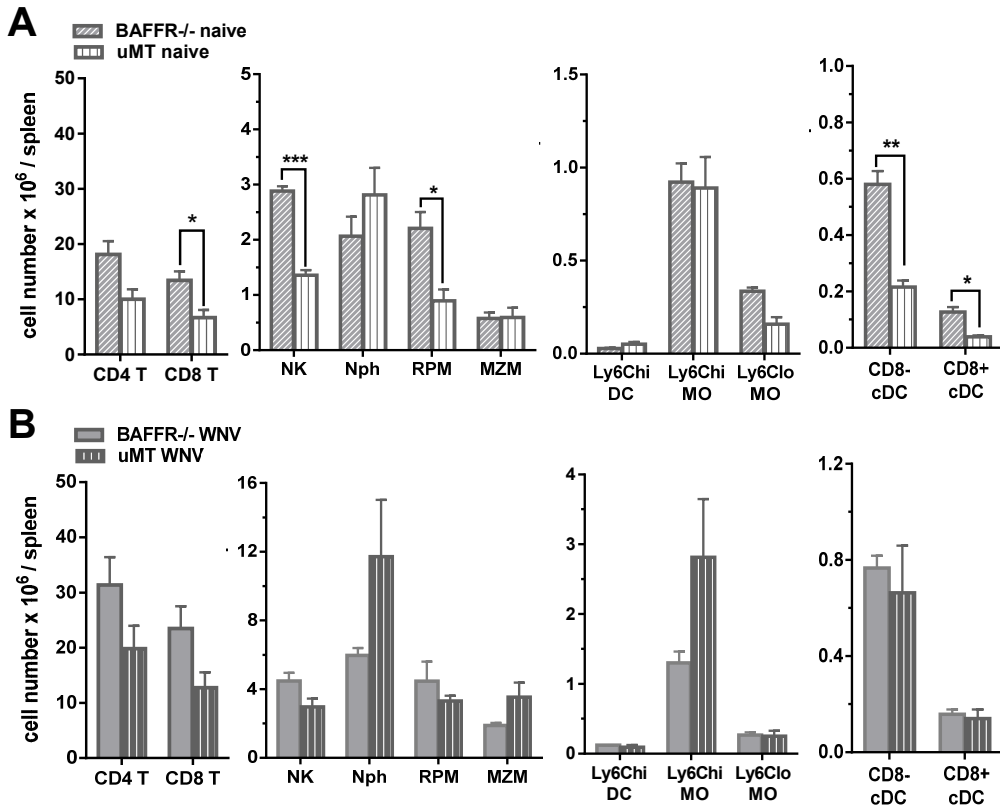 A
BAFFR-/- naive
uMT naive
cell number x 10⁶ / spleen
50
40
30
20
10
0
*
CD4 T CD8 T
5
4
3
2
1
0
***
*
NK Nph RPM MZM
1.5
1.0
0.5
0.0
Ly6Chi Ly6Chi Ly6Clo
DC MO MO
1.0
0.8
0.6
0.4
0.2
0.0
**
*
CD8- CD8+
cDC cDC
B
BAFFR-/- WNV
uMT WNV
cell number x 10⁶ / spleen
50
40
30
20
10
0
CD4 T CD8 T
16
12
8
4
0
NK Nph RPM MZM
4
3
2
1
0
Ly6Chi Ly6Chi Ly6Clo
DC MO MO
1.2
0.8
0.4
0.0
CD8- CD8+
cDC cDC